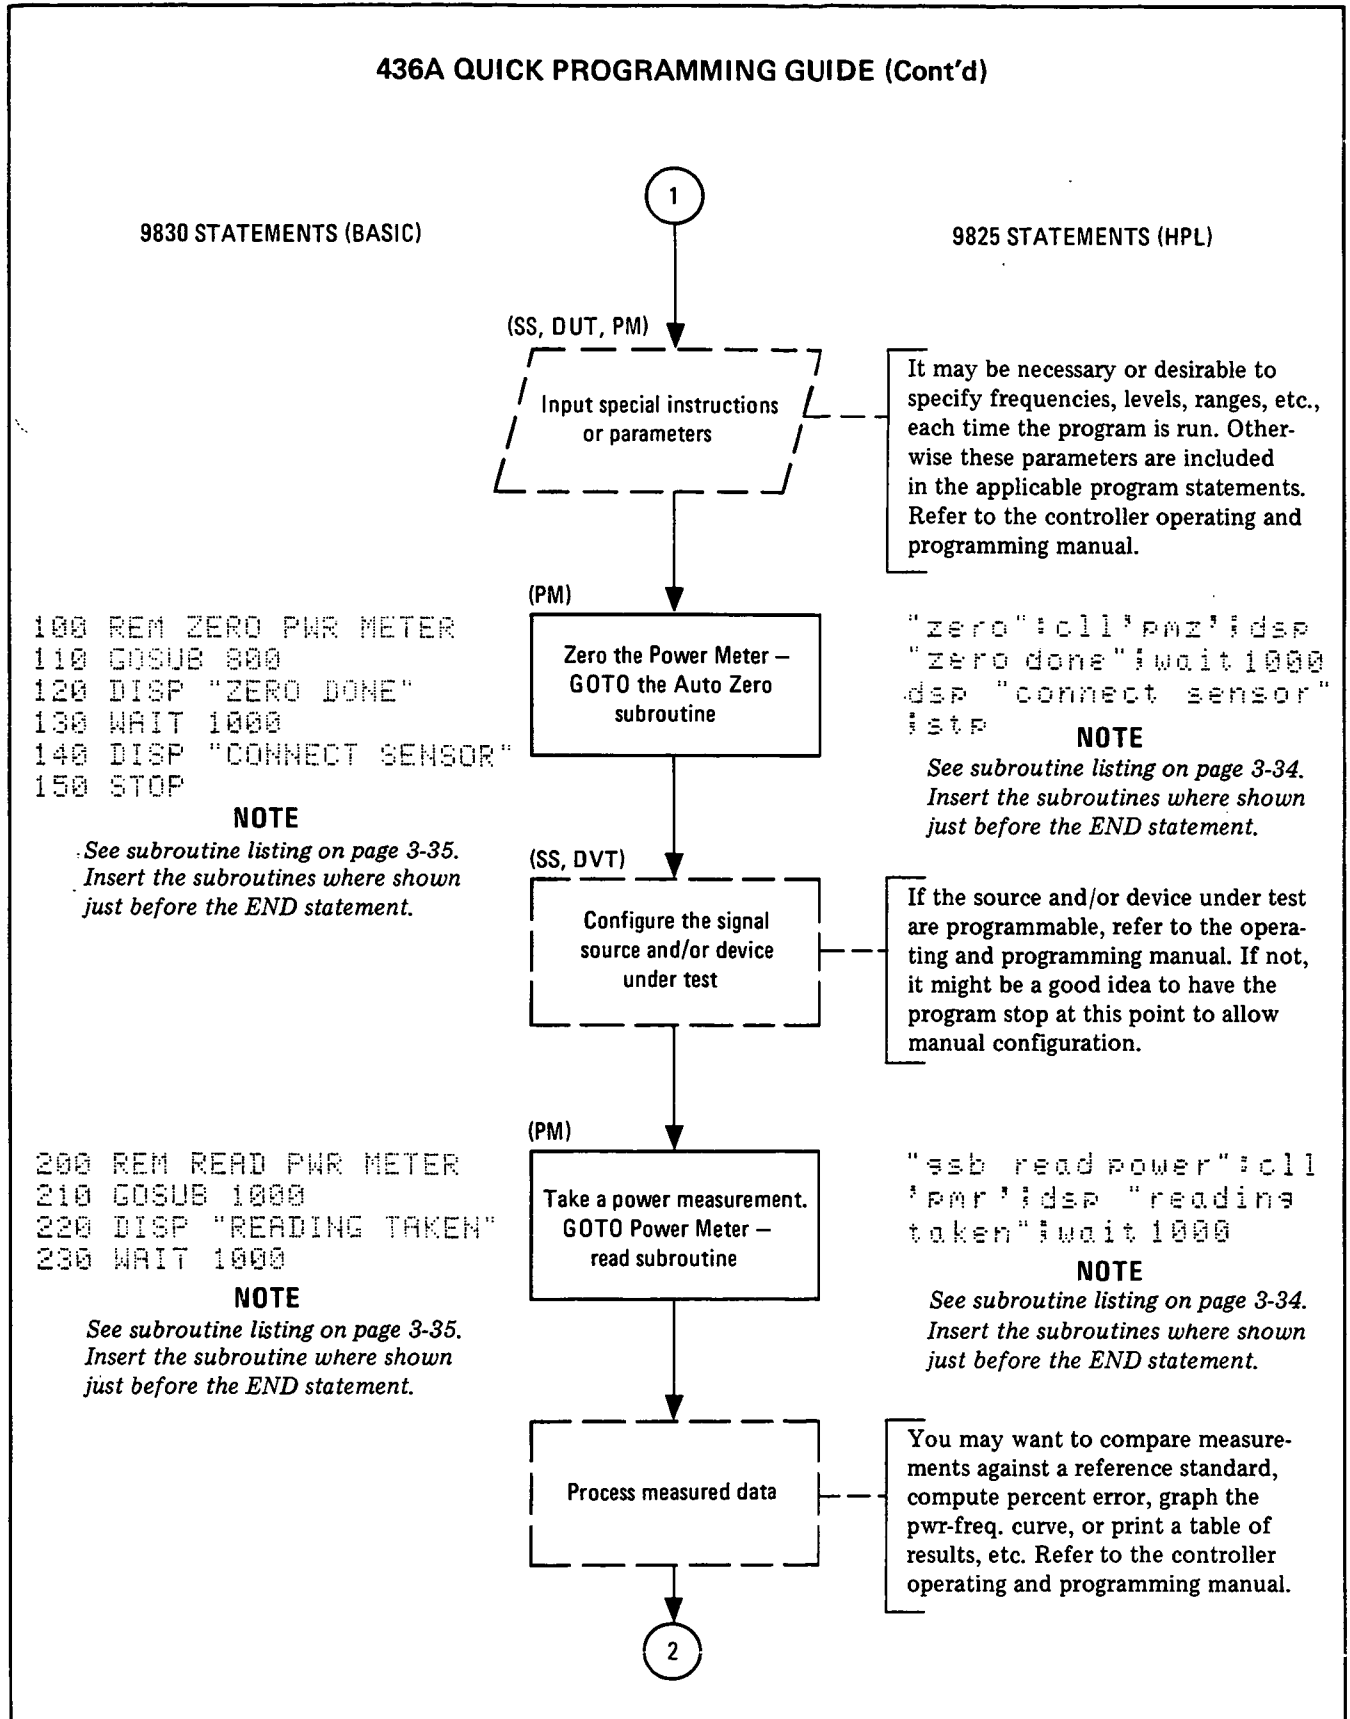 436A QUICK PROGRAMMING GUIDE (Cont'd)
1
9830 STATEMENTS (BASIC)
9825 STATEMENTS (HPL)
(SS, DUT, PM)
Input special instructions
or parameters
It may be necessary or desirable to
specify frequencies, levels, ranges, etc.,
each time the program is run. Other-
wise these parameters are included
in the applicable program statements.
Refer to the controller operating and
programming manual.
(PM)
100 REM ZERO PWR METER
110 GOSUB 800
120 DISP "ZERO DONE"
130 WAIT 1000
140 DISP "CONNECT SENSOR"
150 STOP
NOTE
See subroutine listing on page 3-35.
Insert the subroutines where shown
just before the END statement.
Zero the Power Meter –
GOTO the Auto Zero
subroutine
"zero":cll'pmz';dsp
"zero done";wait 1000
dsp "connect sensor"
;stp
NOTE
See subroutine listing on page 3-34.
Insert the subroutines where shown
just before the END statement.
(SS, DVT)
Configure the signal
source and/or device
under test
If the source and/or device under test
are programmable, refer to the opera-
ting and programming manual. If not,
it might be a good idea to have the
program stop at this point to allow
manual configuration.
(PM)
200 REM READ PWR METER
210 GOSUB 1000
220 DISP "READING TAKEN"
230 WAIT 1000
NOTE
See subroutine listing on page 3-35.
Insert the subroutine where shown
just before the END statement.
Take a power measurement.
GOTO Power Meter –
read subroutine
"gsb read power":cll
'pmr';dsp "reading
taken";wait 1000
NOTE
See subroutine listing on page 3-34.
Insert the subroutines where shown
just before the END statement.
Process measured data
You may want to compare measure-
ments against a reference standard,
compute percent error, graph the
pwr-freq. curve, or print a table of
results, etc. Refer to the controller
operating and programming manual.
2